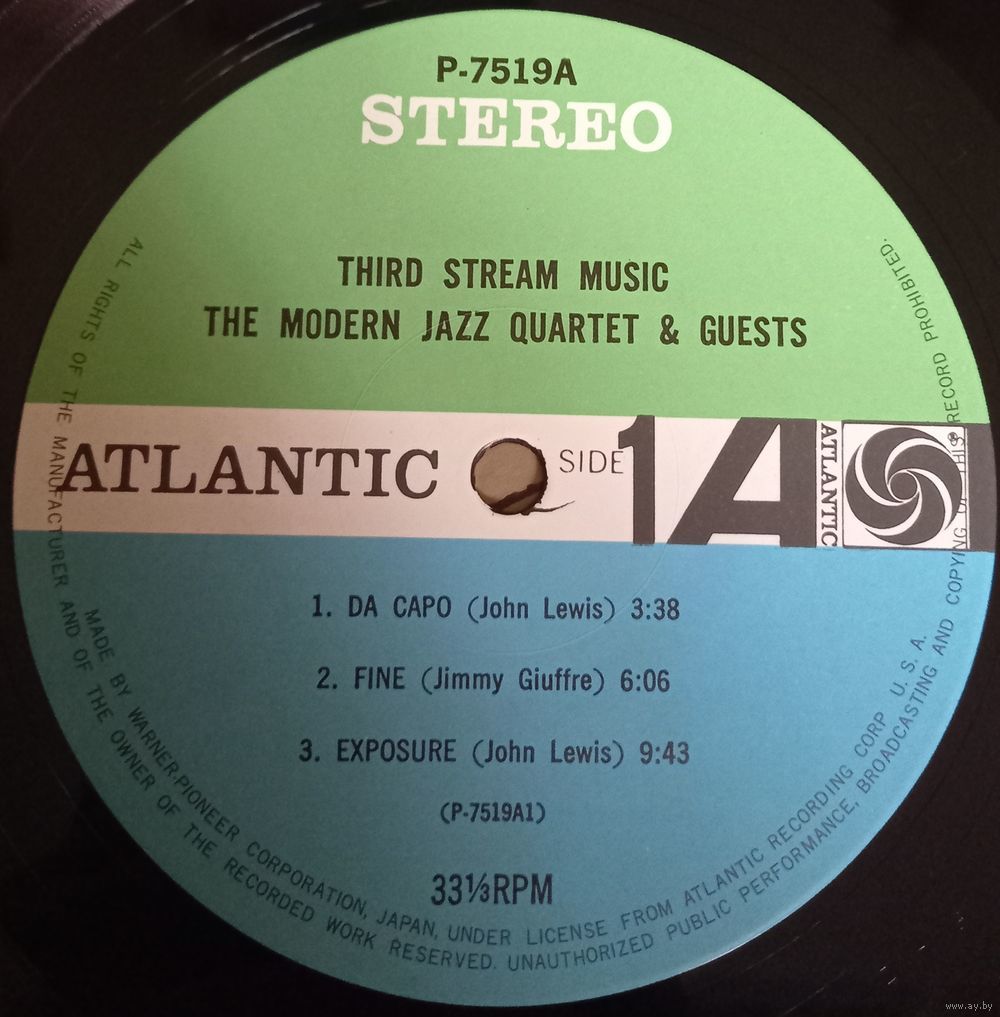 P-7519A
STEREO
THIRD STREAM MUSIC
THE MODERN JAZZ QUARTET & GUESTS
ATLANTIC
SIDE 1A
ATLANTIC
®
1. DA CAPO (John Lewis) 3:38
2. FINE (Jimmy Giuffre) 6:06
3. EXPOSURE (John Lewis) 9:43
(P-7519A1)
33⅓RPM
MADE BY WARNER-PIONEER CORPORATION, JAPAN, UNDER LICENSE FROM ATLANTIC RECORDING CORP U. S. A.
ALL RIGHTS OF THE MANUFACTURER AND OF THE OWNER OF THE RECORDED WORK RESERVED. UNAUTHORIZED PUBLIC PERFORMANCE, BROADCASTING AND COPYING OF THIS RECORD PROHIBITED.
www.ay.by